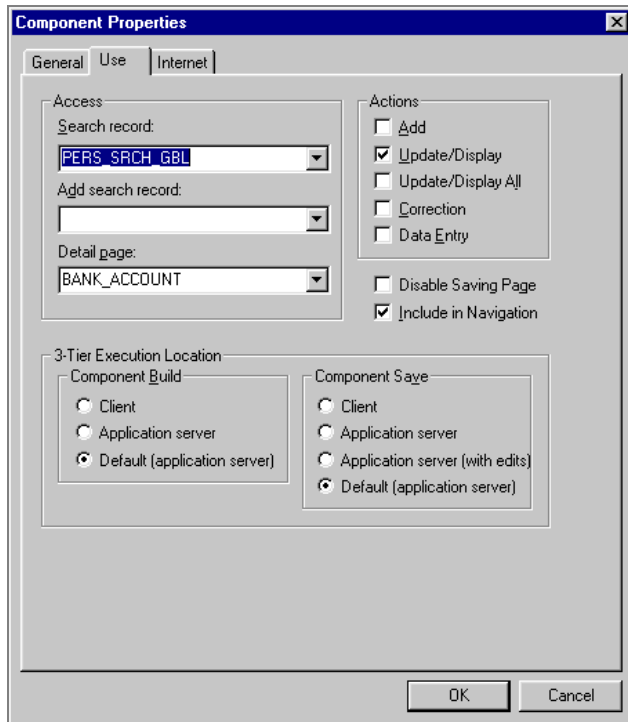 Component Properties
General Use Internet
Access
Search record:
PERS_SRCH_GBL
Add search record:
Detail page:
BANK_ACCOUNT
Actions
Add
Update/Display
Update/Display All
Correction
Data Entry
Disable Saving Page
Include in Navigation
3-Tier Execution Location
Component Build
Client
Application server
Default (application server)
Component Save
Client
Application server
Application server (with edits)
Default (application server)
OK Cancel